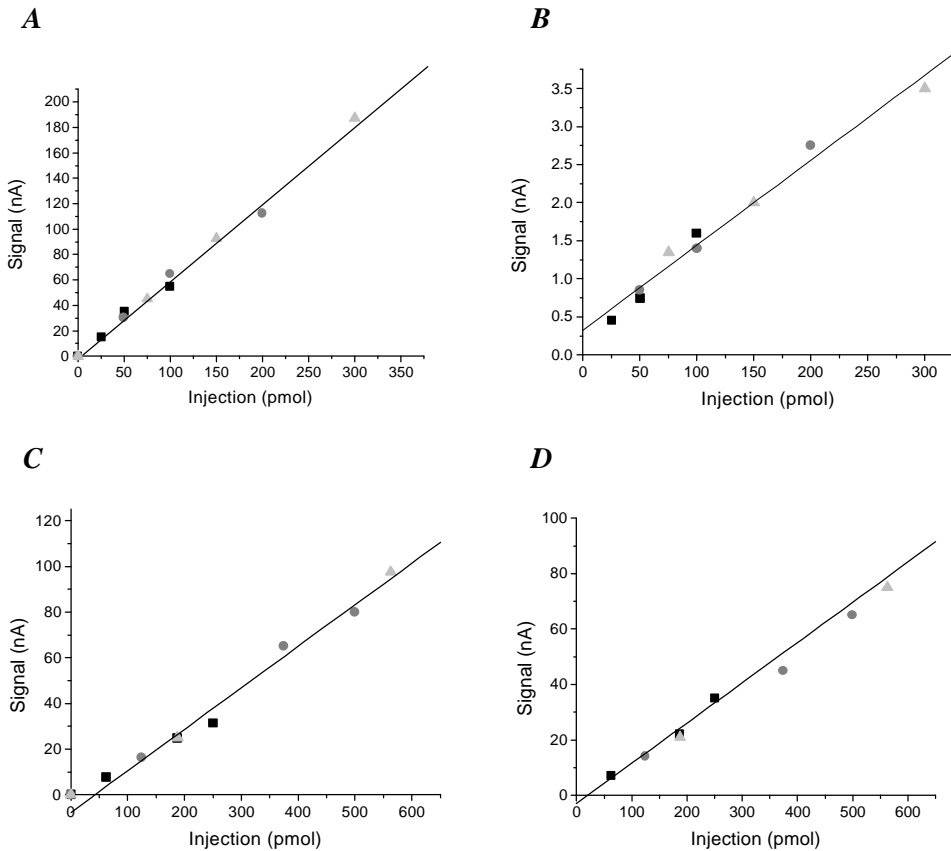 A
B
Signal (nA)
0
20
40
60
80
100
120
140
160
180
200
0 50 100 150 200 250 300 350
Injection (pmol)
Signal (nA)
0.0
0.5
1.0
1.5
2.0
2.5
3.0
3.5
0 50 100 150 200 250 300
Injection (pmol)
C
D
Signal (nA)
0
20
40
60
80
100
120
0 100 200 300 400 500 600
Injection (pmol)
Signal (nA)
0
20
40
60
80
100
0 100 200 300 400 500 600
Injection (pmol)